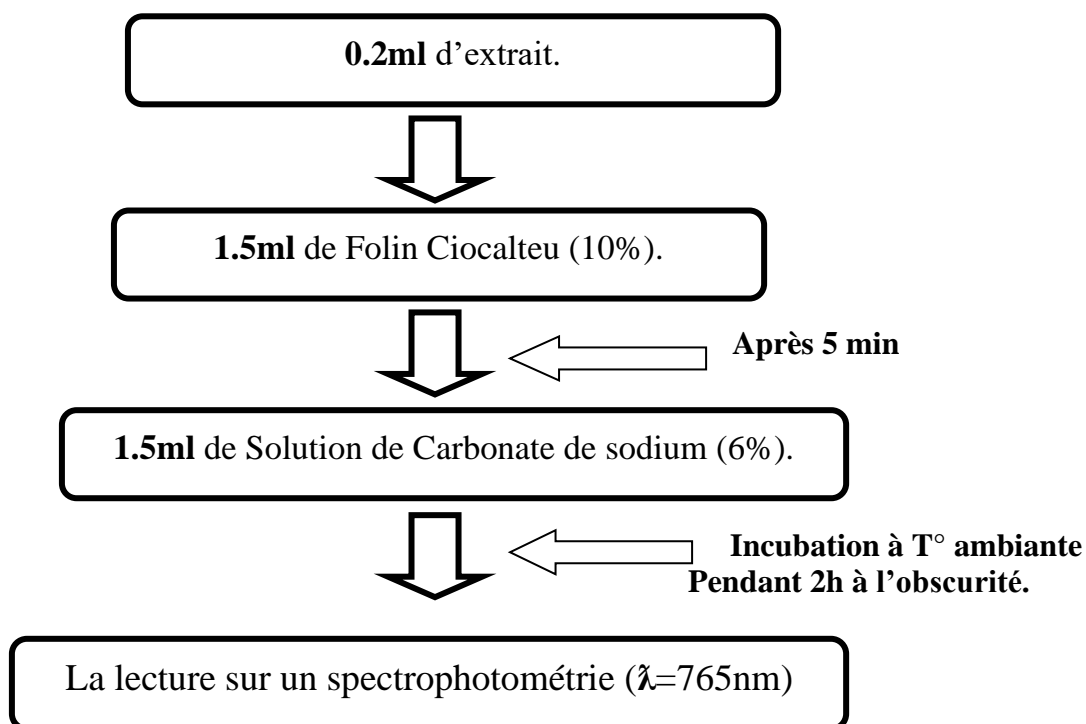 0.2ml d’extrait.
1.5ml de Folin Ciocalteu (10%).
Après 5 min
1.5ml de Solution de Carbonate de sodium (6%).
Incubation à T° ambiante
Pendant 2h à l’obscurité.
La lecture sur un spectrophotométrie (λ=765nm)